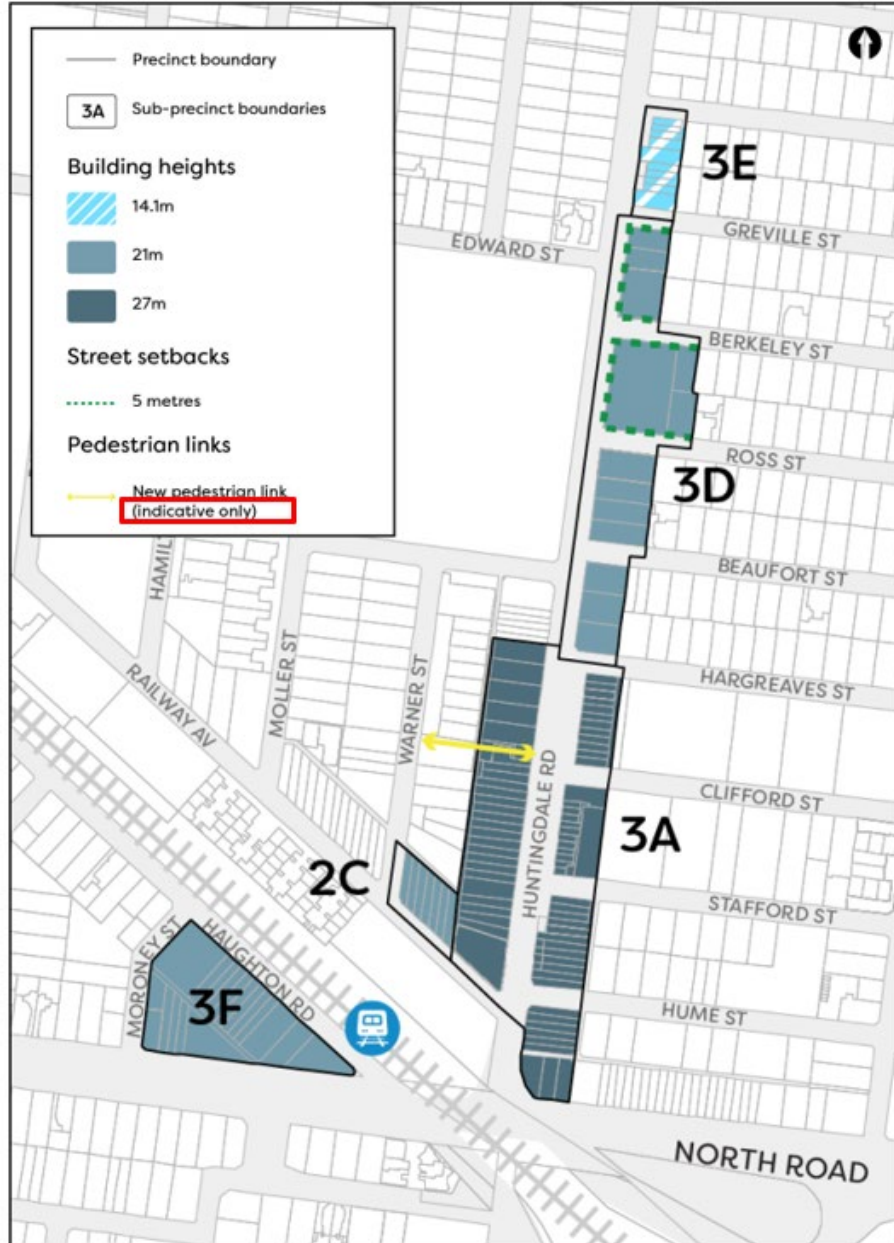 Precinct boundary
3A Sub-precinct boundaries
Building heights
14.1m
21m
27m
Street setbacks
5 metres
Pedestrian links
New pedestrian link
(indicative only)
3E
GREVILLE ST
EDWARD ST
BERKELEY ST
ROSS ST
3D
BEAUFORT ST
HARGREAVES ST
MOLLER ST
WARNER ST
RAILWAY AV
HUNTINGDALE RD
CLIFFORD ST
3A
2C
STAFFORD ST
MORONEY ST
HAUGHTON RD
3F
HUME ST
NORTH ROAD